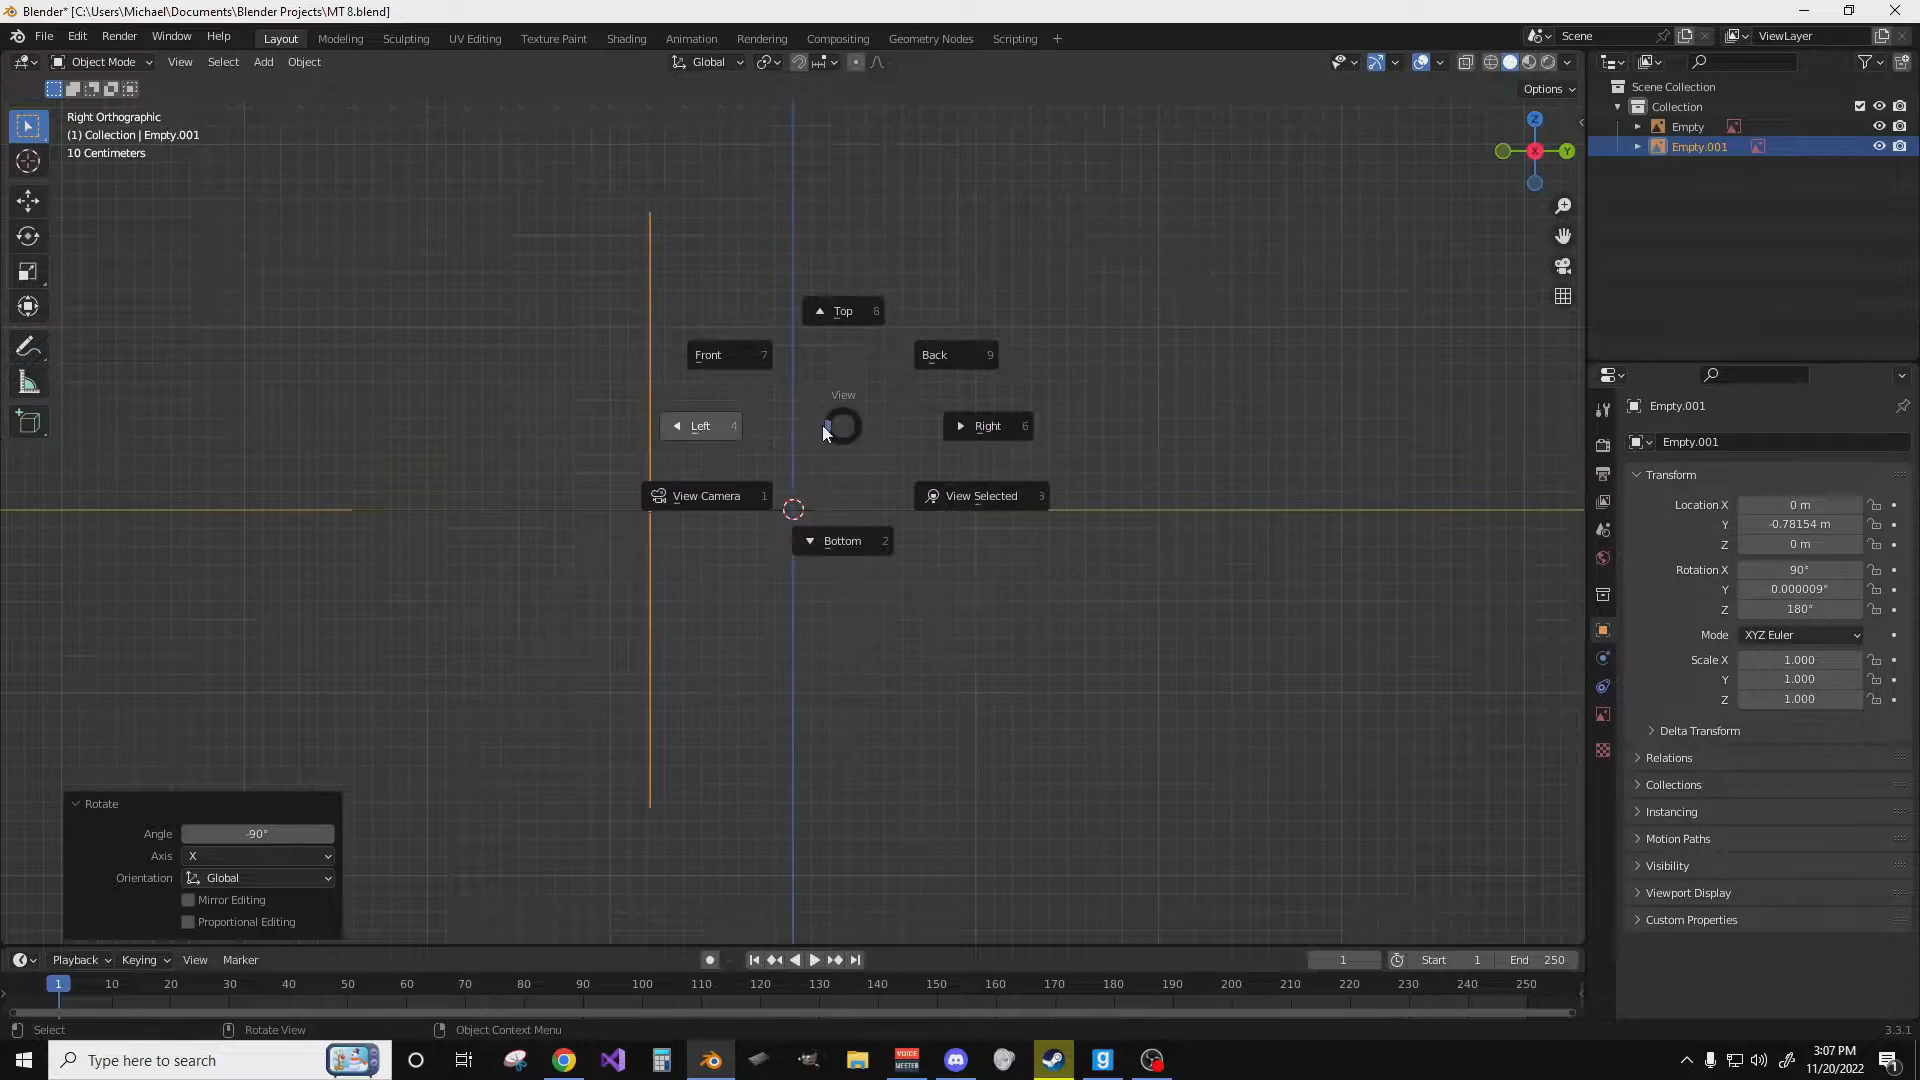 Blender* [C:\Users\Michael\Documents\Blender Projects\MT 8.blend]
File Edit Render Window Help
Layout Modeling Sculpting UV Editing Texture Paint Shading Animation Rendering Compositing Geometry Nodes Scripting +
Scene
ViewLayer
Object Mode View Select Add Object
Global
Options
Right Orthographic
(1) Collection | Empty.001
10 Centimeters
Z
X
Y
Top 8
Front 7
Back 9
View
Left 4
Right 6
View Camera 1
View Selected 3
Bottom 2
Rotate
Angle -90°
Axis X
Orientation Global
Mirror Editing
Proportional Editing
Scene Collection
Collection
Empty
Empty.001
Empty.001
Empty.001
Transform
Location X 0 m
Y -0.78154 m
Z 0 m
Rotation X 90°
Y 0.000009°
Z 180°
Mode XYZ Euler
Scale X 1.000
Y 1.000
Z 1.000
Delta Transform
Relations
Collections
Instancing
Motion Paths
Visibility
Viewport Display
Custom Properties
Playback Keying View Marker
1 Start 1 End 250
1 10 20 30 40 50 60 70 80 90 100 110 120 130 140 150 160 170 180 190 200 210 220 230 240 250
Select Rotate View Object Context Menu
3.3.1
Type here to search
VOICE
MEETER
3:07 PM
11/20/2022
1